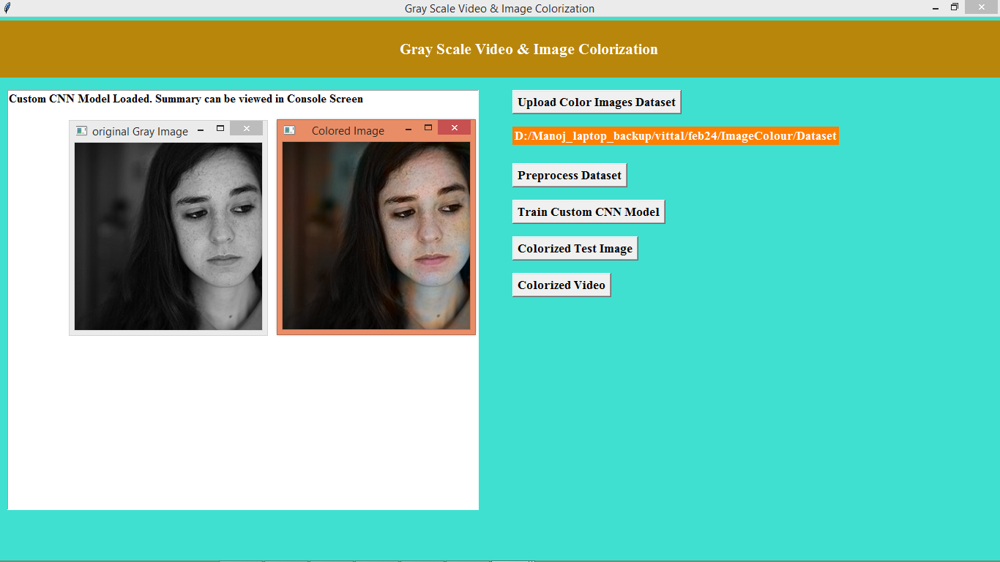 Gray Scale Video & Image Colorization
Gray Scale Video & Image Colorization
Custom CNN Model Loaded. Summary can be viewed in Console Screen
original Gray Image
Colored Image
Upload Color Images Dataset
D:/Manoj_laptop_backup/vittal/feb24/ImageColour/Dataset
Preprocess Dataset
Train Custom CNN Model
Colorized Test Image
Colorized Video